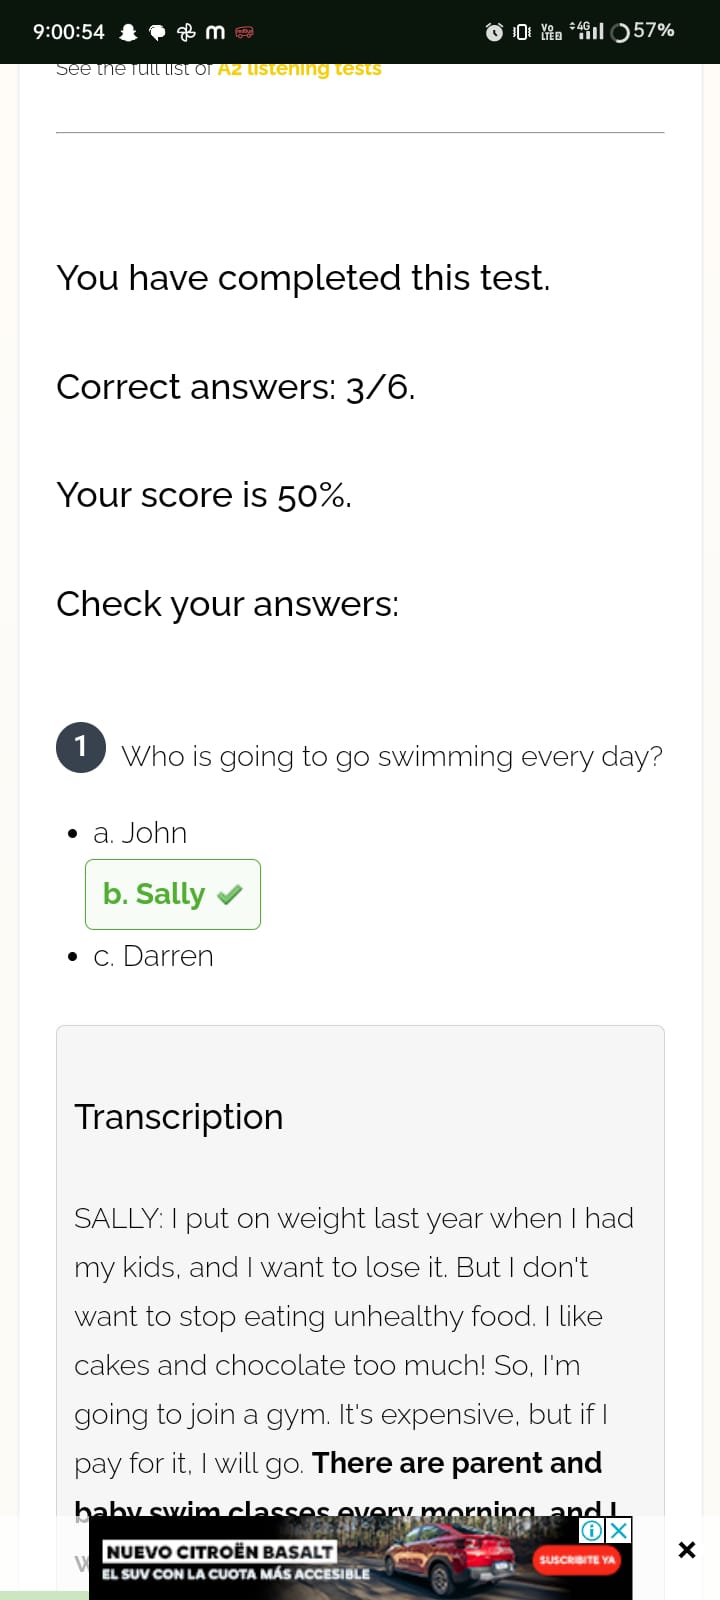 9:00:54
Vo LTE2 4G 57%
See the full list of A2 listening tests
You have completed this test.
Correct answers: 3/6.
Your score is 50%.
Check your answers:
1 Who is going to go swimming every day?
a. John
b. Sally
c. Darren
Transcription
SALLY: I put on weight last year when I had
my kids, and I want to lose it. But I don't
want to stop eating unhealthy food. I like
cakes and chocolate too much! So, I'm
going to join a gym. It's expensive, but if I
pay for it, I will go. There are parent and
baby swim classes every morning, and I
NUEVO CITROËN BASALT
EL SUV CON LA CUOTA MÁS ACCESIBLE
SUSCRIBITE YA